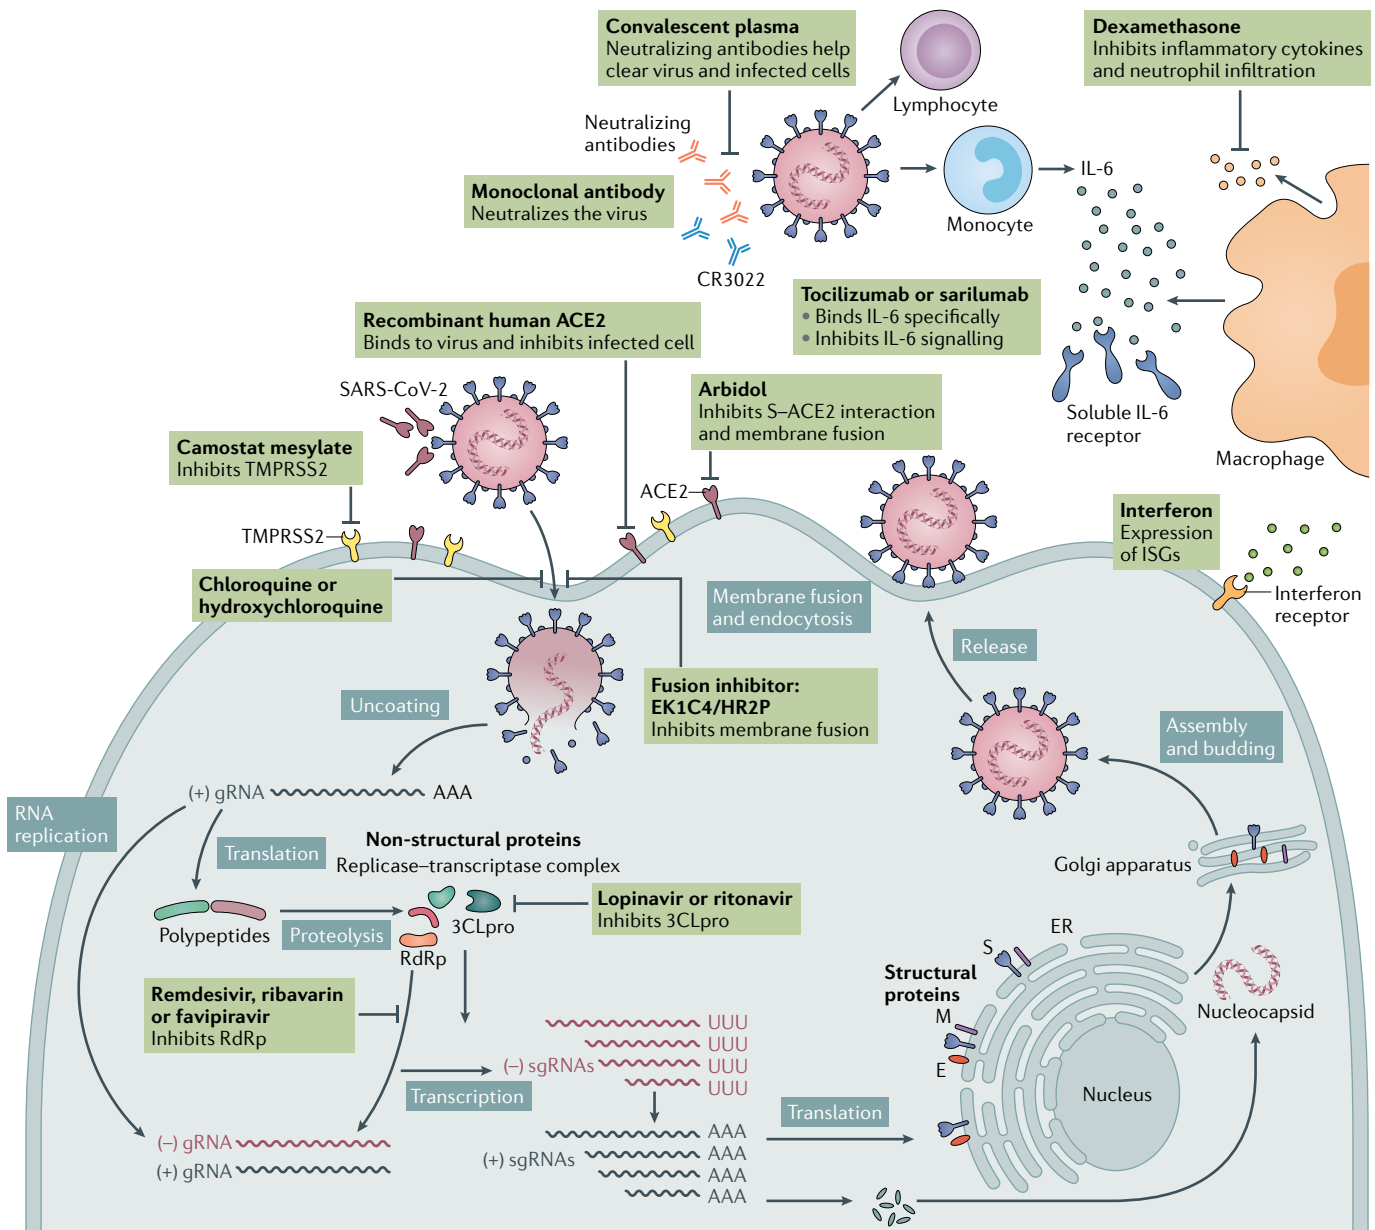 Convalescent plasma
Neutralizing antibodies help
clear virus and infected cells
Dexamethasone
Inhibits inflammatory cytokines
and neutrophil infiltration
Lymphocyte
Neutralizing
antibodies
Monoclonal antibody
Neutralizes the virus
IL-6
Monocyte
CR3022
Tocilizumab or sarilumab
• Binds IL-6 specifically
• Inhibits IL-6 signalling
Recombinant human ACE2
Binds to virus and inhibits infected cell
SARS-CoV-2
Arbidol
Inhibits S–ACE2 interaction
and membrane fusion
Soluble IL-6
receptor
Macrophage
Camostat mesylate
Inhibits TMPRSS2
ACE2
TMPRSS2
Interferon
Expression
of ISGs
Interferon
receptor
Chloroquine or
hydroxychloroquine
Membrane fusion
and endocytosis
Release
Fusion inhibitor:
EK1C4/HR2P
Inhibits membrane fusion
Uncoating
Assembly
and budding
(+) gRNA
AAA
RNA
replication
Translation
Non-structural proteins
Replicase–transcriptase complex
Golgi apparatus
Lopinavir or ritonavir
Inhibits 3CLpro
3CLpro
Polypeptides
Proteolysis
RdRp
ER
S
Structural
proteins
M
E
Nucleocapsid
Remdesivir, ribavarin
or favipiravir
Inhibits RdRp
UUU
UUU
(–) sgRNAs
UUU
UUU
Transcription
Translation
Nucleus
(–) gRNA
(+) gRNA
AAA
(+) sgRNAs
AAA
AAA
AAA